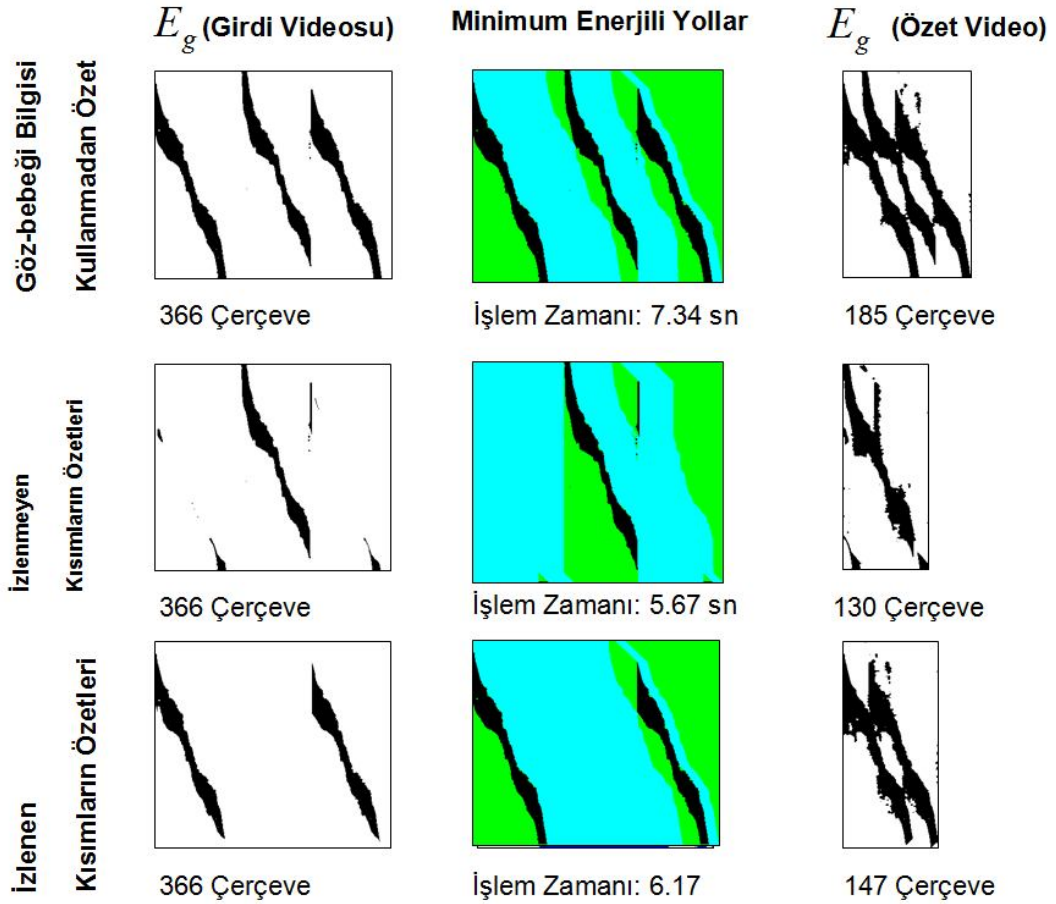 E_g (Girdi Videosu)
Minimum Enerjili Yollar
E_g (Özet Video)
Göz-bebeği Bilgisi
Kullanmadan Özet
366 Çerçeve
İşlem Zamanı: 7.34 sn
185 Çerçeve
İzlenmeyen
Kısımların Özetleri
366 Çerçeve
İşlem Zamanı: 5.67 sn
130 Çerçeve
İzlenen
Kısımların Özetleri
366 Çerçeve
İşlem Zamanı: 6.17
147 Çerçeve